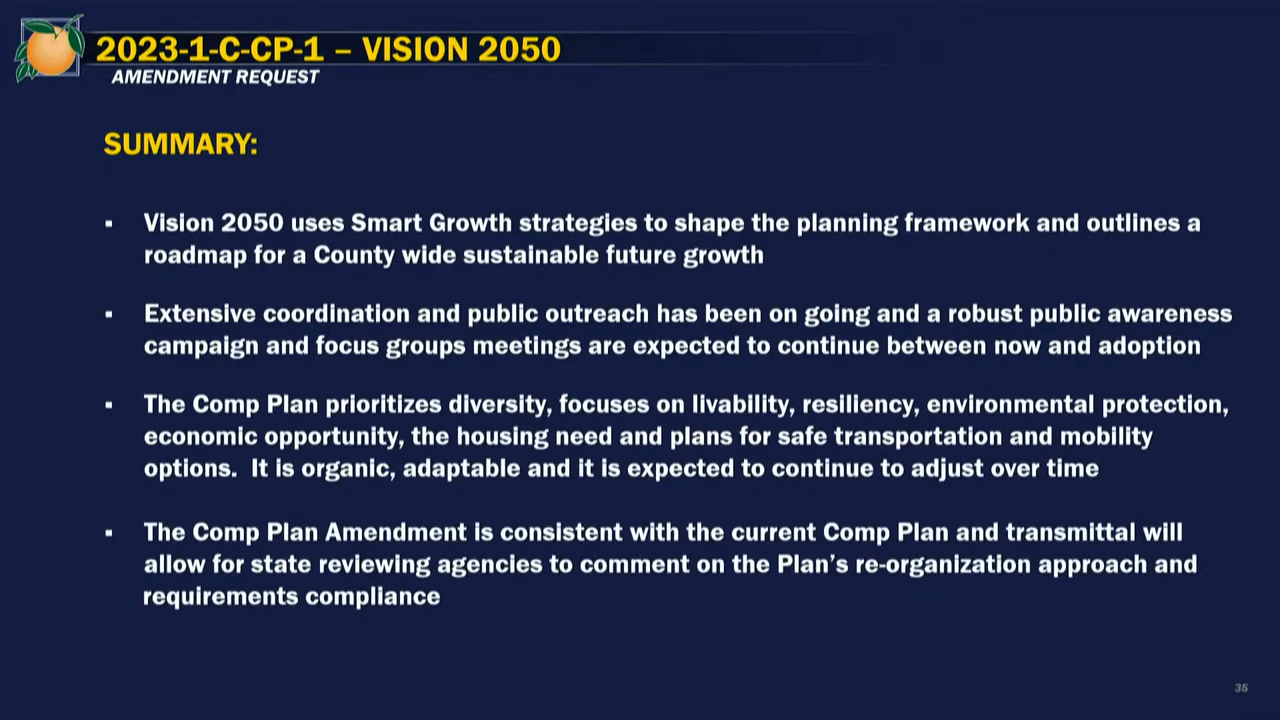 2023-1-C-CP-1 – VISION 2050
AMENDMENT REQUEST
SUMMARY:
▪ Vision 2050 uses Smart Growth strategies to shape the planning framework and outlines a
roadmap for a County wide sustainable future growth
▪ Extensive coordination and public outreach has been on going and a robust public awareness
campaign and focus groups meetings are expected to continue between now and adoption
▪ The Comp Plan prioritizes diversity, focuses on livability, resiliency, environmental protection,
economic opportunity, the housing need and plans for safe transportation and mobility
options.  It is organic, adaptable and it is expected to continue to adjust over time
▪ The Comp Plan Amendment is consistent with the current Comp Plan and transmittal will
allow for state reviewing agencies to comment on the Plan’s re-organization approach and
requirements compliance
35